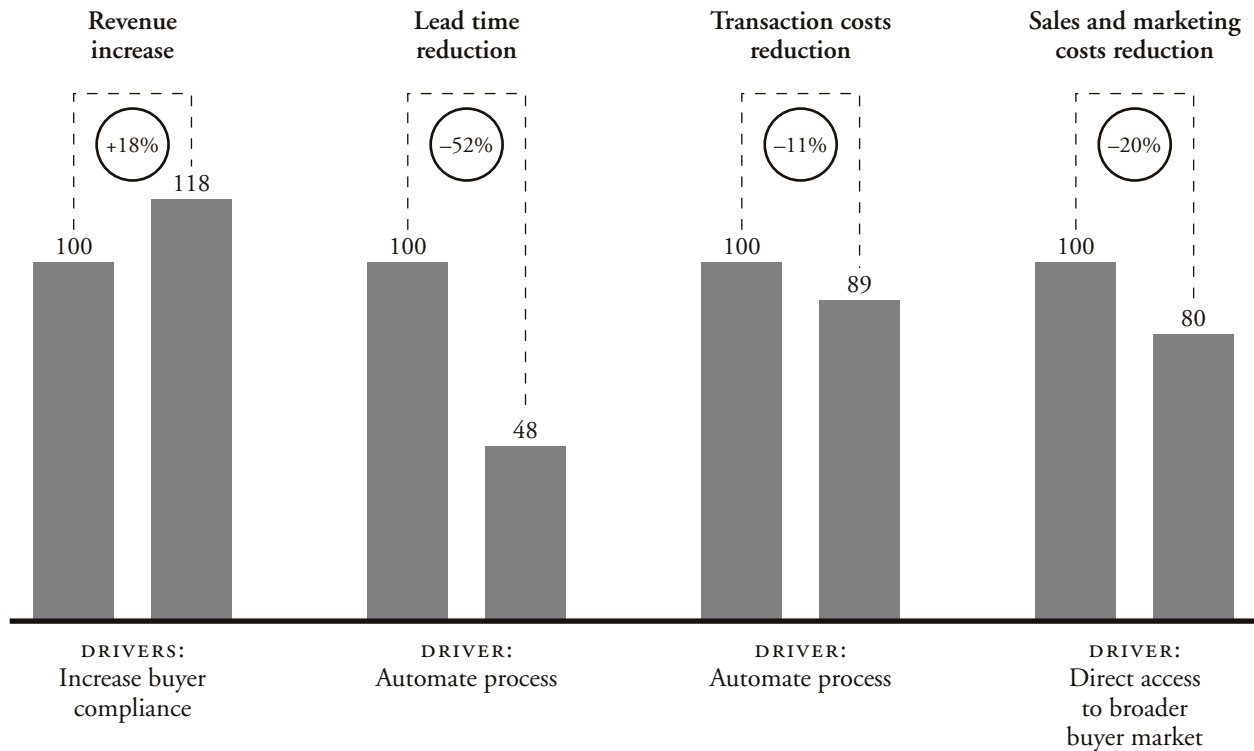 Revenue
increase
+18%
100
118
DRIVERS:
Increase buyer
compliance
Lead time
reduction
–52%
100
48
DRIVER:
Automate process
Transaction costs
reduction
–11%
100
89
DRIVER:
Automate process
Sales and marketing
costs reduction
–20%
100
80
DRIVER:
Direct access
to broader
buyer market